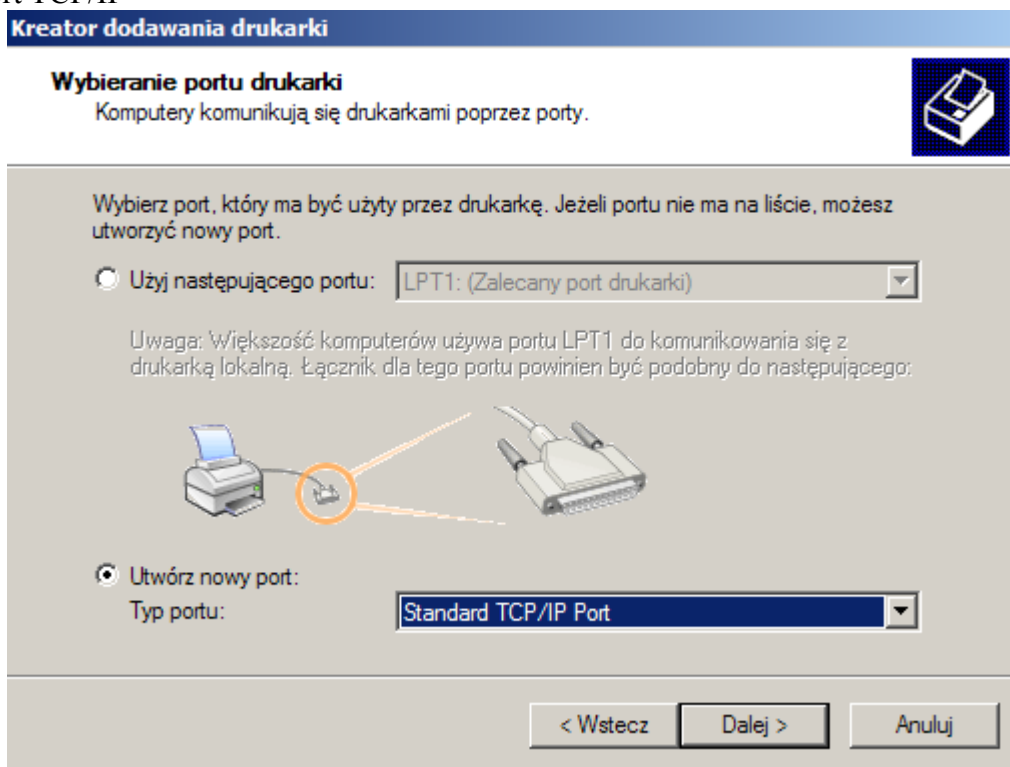 Kreator dodawania drukarki
Wybieranie portu drukarki
Komputery komunikują się drukarkami poprzez porty.
Wybierz port, który ma być użyty przez drukarkę. Jeżeli portu nie ma na liście, możesz
utworzyć nowy port.
Użyj następującego portu: LPT1: (Zalecany port drukarki)
Uwaga: Większość komputerów używa portu LPT1 do komunikowania się z
drukarką lokalną. Łącznik dla tego portu powinien być podobny do następującego:
Utwórz nowy port:
Typ portu: Standard TCP/IP Port
< Wstecz Dalej > Anuluj